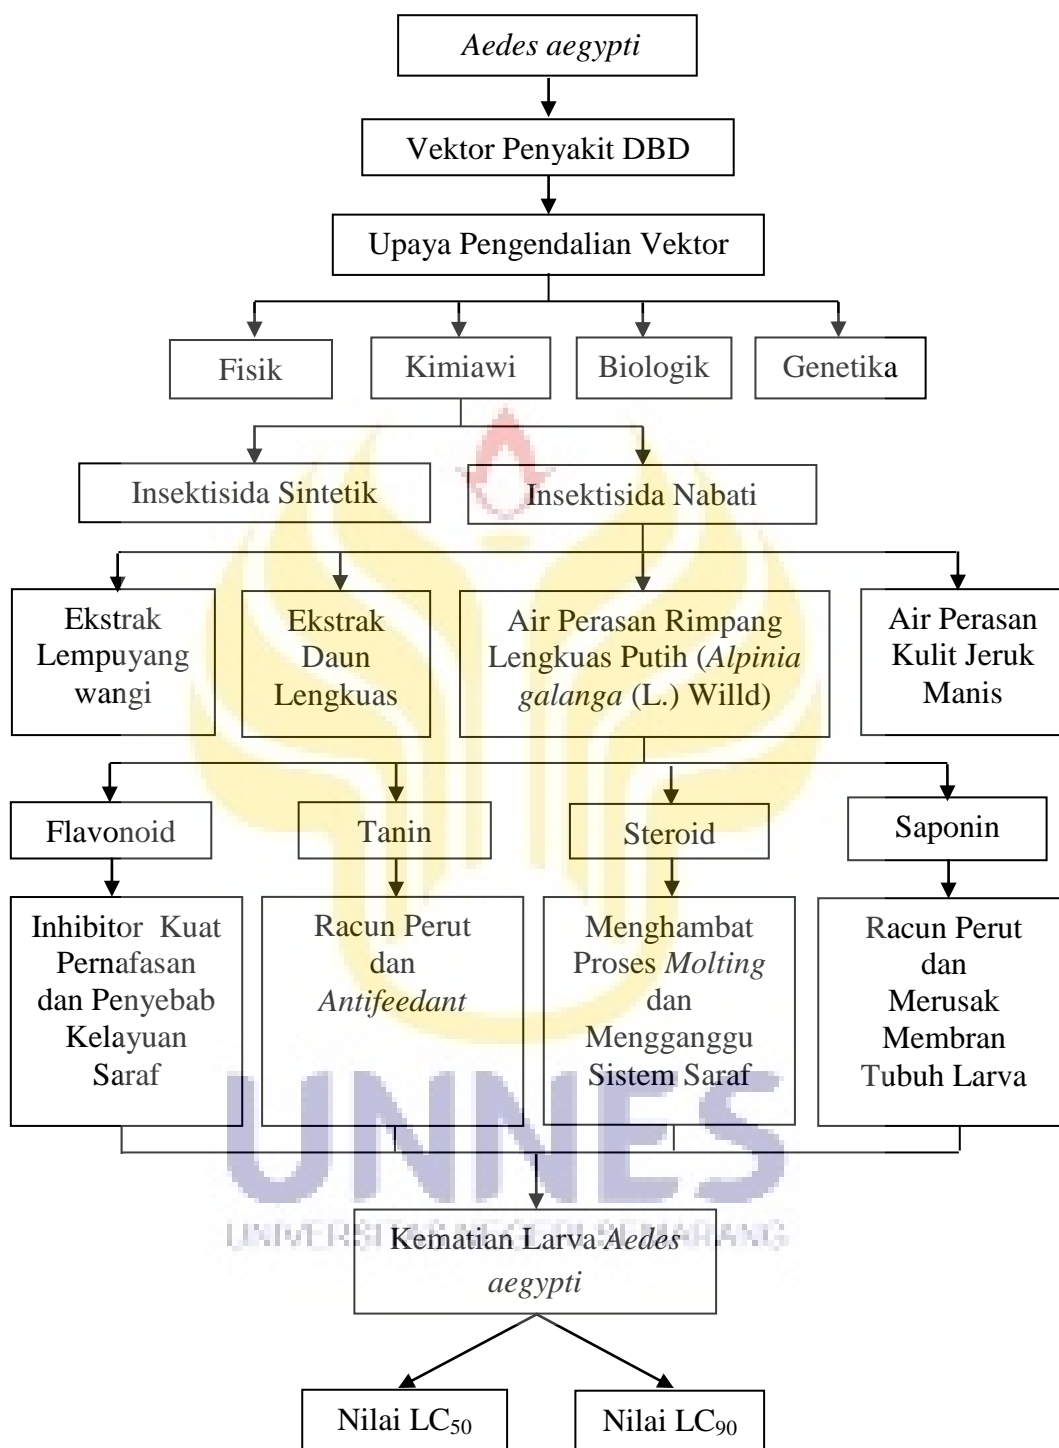 Aedes aegypti
Vektor Penyakit DBD
Upaya Pengendalian Vektor
Fisik
Kimiawi
Biologik
Genetika
Insektisida Sintetik
Insektisida Nabati
Ekstrak
Lempuyang
wangi
Ekstrak
Daun
Lengkuas
Air Perasan Rimpang
Lengkuas Putih (Alpinia
galanga (L.) Willd)
Air Perasan
Kulit Jeruk
Manis
Flavonoid
Tanin
Steroid
Saponin
Inhibitor Kuat
Pernafasan
dan Penyebab
Kelayuan
Saraf
Racun Perut
dan
Antifeedant
Menghambat
Proses Molting
dan
Mengganggu
Sistem Saraf
Racun Perut
dan
Merusak
Membran
Tubuh Larva
UNNES
UNIVERSITAS NEGERI SEMARANG
Kematian Larva Aedes
aegypti
Nilai LC50
Nilai LC90